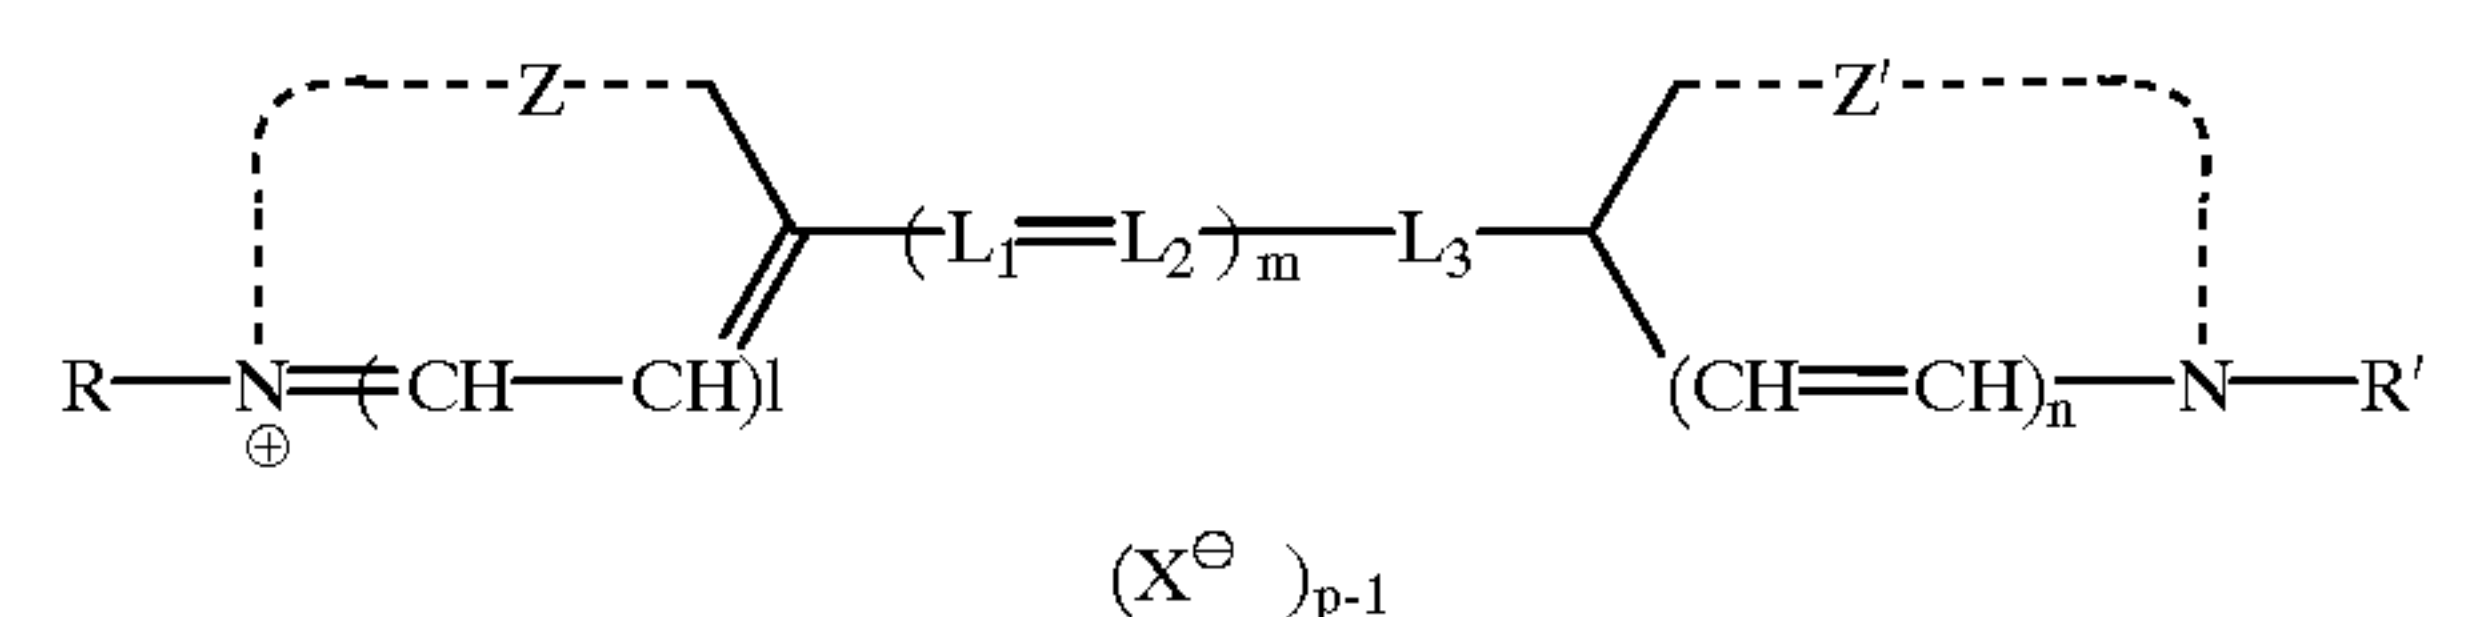 Z Z′
(L₁=L₂)ₘ L₃
R N⊕ (CH CH)l (CH=CH)ₙ N R′
(X⊖ )p-1